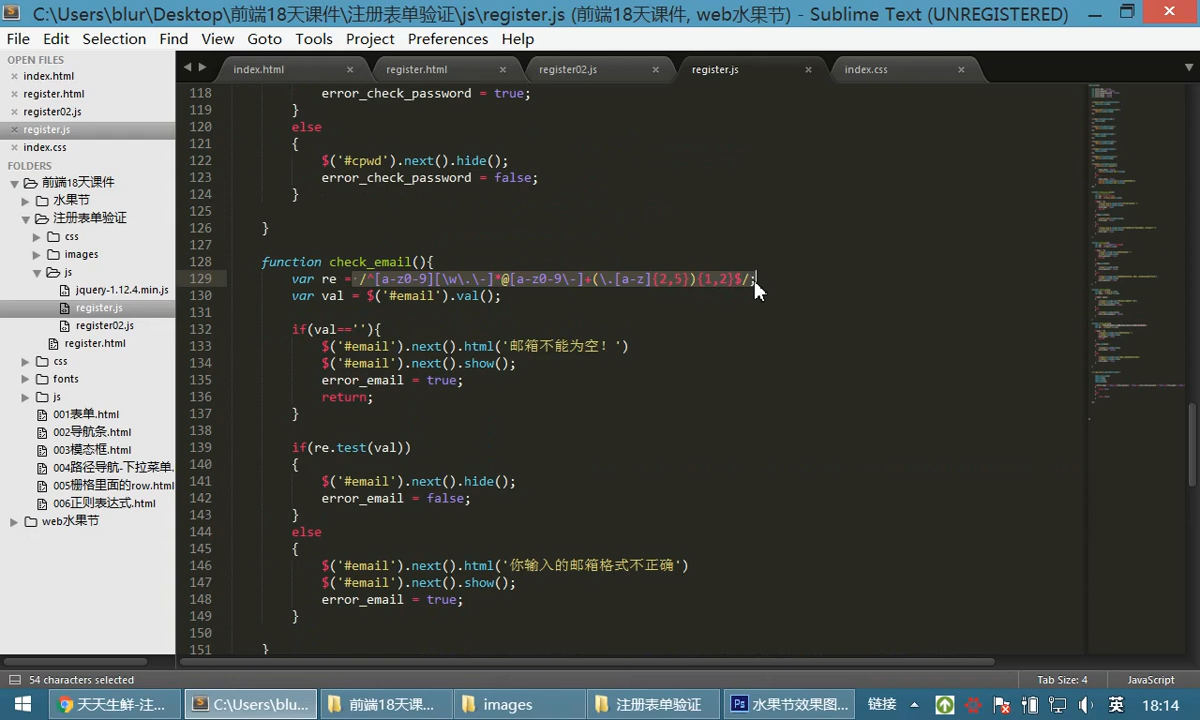 C:\Users\blur\Desktop\前端18天课件\注册表单验证\js\register.js (前端18天课件, web水果节) - Sublime Text (UNREGISTERED)
File Edit Selection Find View Goto Tools Project Preferences Help
OPEN FILES
index.html
register.html
register02.js
register.js
index.css
FOLDERS
前端18天课件
水果节
注册表单验证
css
images
js
jquery-1.12.4.min.js
register.js
register02.js
register.html
css
fonts
js
001表单.html
002导航条.html
003模态框.html
004路径导航-下拉菜单.
005栅格里面的row.html
006正则表达式.html
web水果节
index.html register.html register02.js register.js index.css
118 error_check_password = true;
119 }
120 else
121 {
122 $('#cpwd').next().hide();
123 error_check_password = false;
124 }
125
126 }
127
128 function check_email(){
129 var re = /^[a-z0-9][\w\.\-]*@[a-z0-9\-]+(\.[a-z]{2,5}){1,2}$/;
130 var val = $('#email').val();
131
132 if(val==''){
133 $('#email').next().html('邮箱不能为空！')
134 $('#email').next().show();
135 error_email = true;
136 return;
137 }
138
139 if(re.test(val))
140 {
141 $('#email').next().hide();
142 error_email = false;
143 }
144 else
145 {
146 $('#email').next().html('你输入的邮箱格式不正确')
147 $('#email').next().show();
148 error_email = true;
149 }
150
151 }
54 characters selected
Tab Size: 4
JavaScript
天天生鲜-注...
C:\Users\blu...
前端18天课...
images
注册表单验证
水果节效果图...
链接
英
18:14